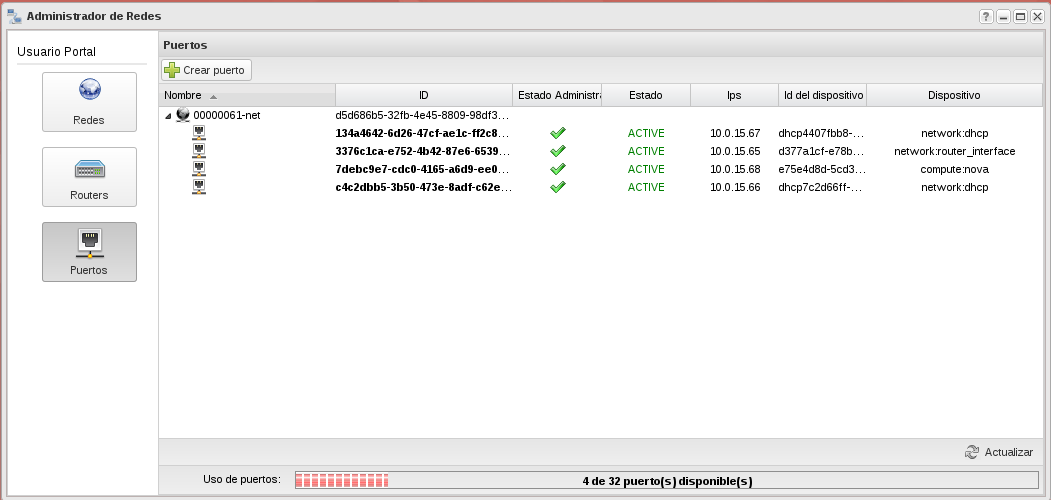 Administrador de Redes
?
Usuario Portal
Redes
Routers
Puertos
Puertos
Crear puerto
Nombre ID Estado Administra Estado Ips Id del dispositivo Dispositivo
00000061-net d5d686b5-32fb-4e45-8809-98df3...
134a4642-6d26-47cf-ae1c-ff2c8... ACTIVE 10.0.15.67 dhcp4407fbb8-... network:dhcp
3376c1ca-e752-4b42-87e6-6539... ACTIVE 10.0.15.65 d377a1cf-e78b... network:router_interface
7debc9e7-cdc0-4165-a6d9-ee0... ACTIVE 10.0.15.68 e75e4d8d-5cd3... compute:nova
c4c2dbb5-3b50-473e-8adf-c62e... ACTIVE 10.0.15.66 dhcp7c2d66ff-... network:dhcp
Actualizar
Uso de puertos: 4 de 32 puerto(s) disponible(s)